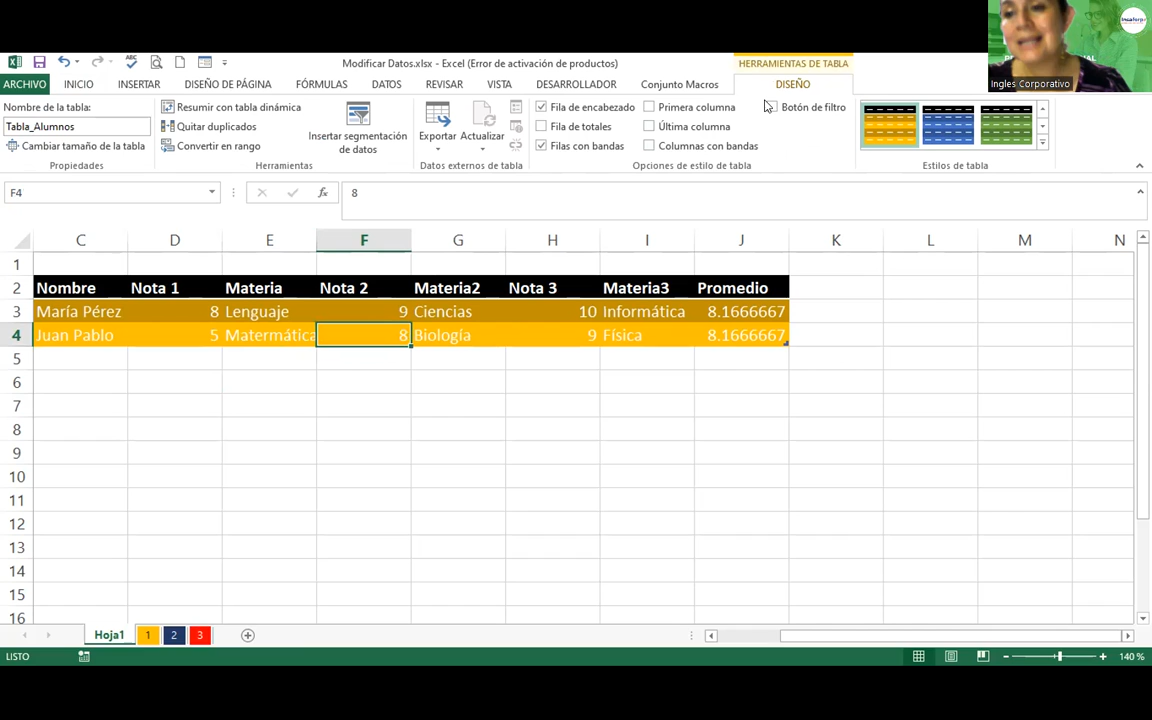 Modificar Datos.xlsx - Excel (Error de activación de productos)
HERRAMIENTAS DE TABLA
Ingles Corporativo
ARCHIVO INICIO INSERTAR DISEÑO DE PÁGINA FÓRMULAS DATOS REVISAR VISTA DESARROLLADOR Conjunto Macros DISEÑO
Nombre de la tabla:
Tabla_Alumnos
Cambiar tamaño de la tabla
Propiedades
Resumir con tabla dinámica
Quitar duplicados
Convertir en rango
Insertar segmentación
de datos
Herramientas
Exportar Actualizar
Datos externos de tabla
Fila de encabezado Primera columna Botón de filtro
Fila de totales Última columna
Filas con bandas Columnas con bandas
Opciones de estilo de tabla
Estilos de tabla
F4 fx 8
C D E F G H I J K L M N
1
2 Nombre Nota 1 Materia Nota 2 Materia2 Nota 3 Materia3 Promedio
3 María Pérez 8 Lenguaje 9 Ciencias 10 Informática 8.1666667
4 Juan Pablo 5 Matermática 8 Biología 9 Física 8.1666667
5
6
7
8
9
10
11
12
13
14
15
16
Hoja1 1 2 3
LISTO 140 %